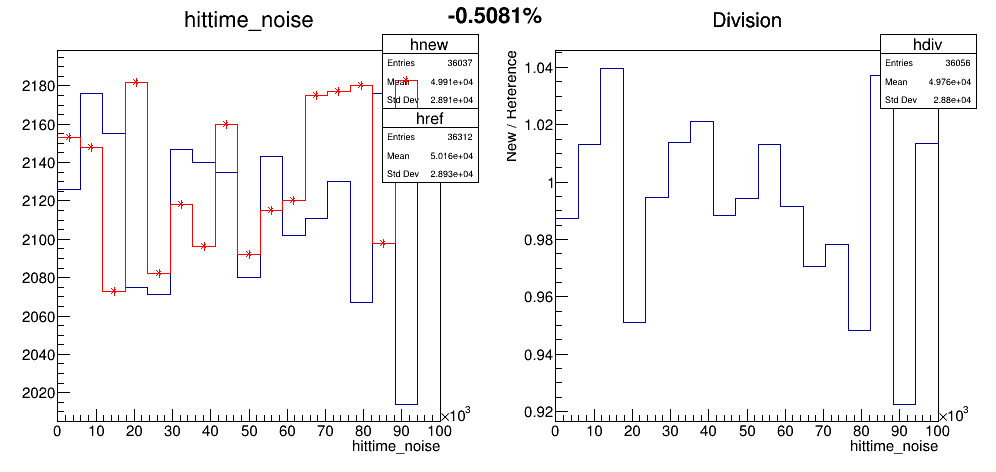 hittime_noise
-0.5081%
Division
hnew
Entries 36037
Mean 4.991e+04
Std Dev 2.891e+04
href
Entries 36312
Mean 5.016e+04
Std Dev 2.893e+04
2180
2160
2140
2120
2100
2080
2060
2040
2020
0 10 20 30 40 50 60 70 80 90 100
×10³
hittime_noise
hdiv
Entries 36056
Mean 4.976e+04
Std Dev 2.88e+04
New / Reference
1.04
1.02
1
0.98
0.96
0.94
0.92
0 10 20 30 40 50 60 70 80 90 100
×10³
hittime_noise